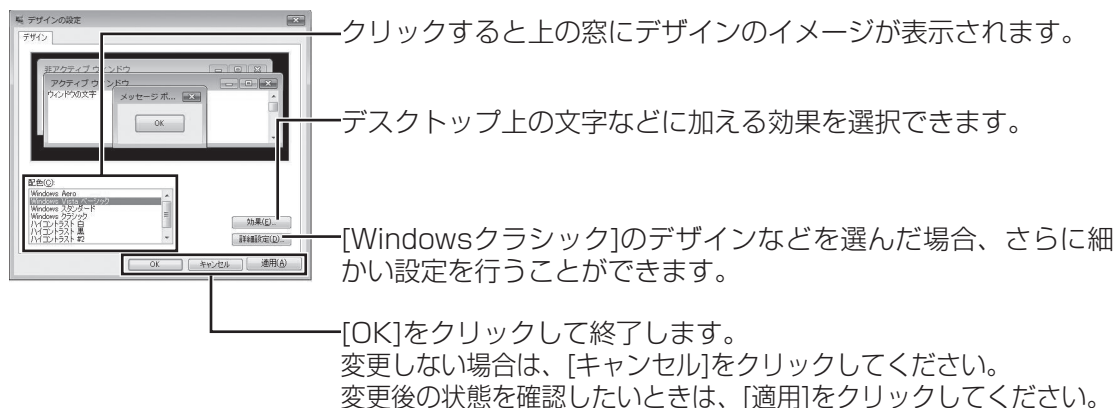 デザインの設定
デザイン
非アクティブ ウィンドウ
アクティブ ウィンドウ
ウィンドウの文字
メッセージ ボ...
OK
配色(C):
Windows Aero
Windows Vista ベーシック
Windows スタンダード
Windows クラシック
ハイコントラスト 白
ハイコントラスト 黒
ハイコントラスト #2
効果(E)...
詳細設定(D)...
OK
キャンセル
適用(A)
クリックすると上の窓にデザインのイメージが表示されます。
デスクトップ上の文字などに加える効果を選択できます。
[Windowsクラシック]のデザインなどを選んだ場合、さらに細
かい設定を行うことができます。
[OK]をクリックして終了します。
変更しない場合は、[キャンセル]をクリックしてください。
変更後の状態を確認したいときは、[適用]をクリックしてください。